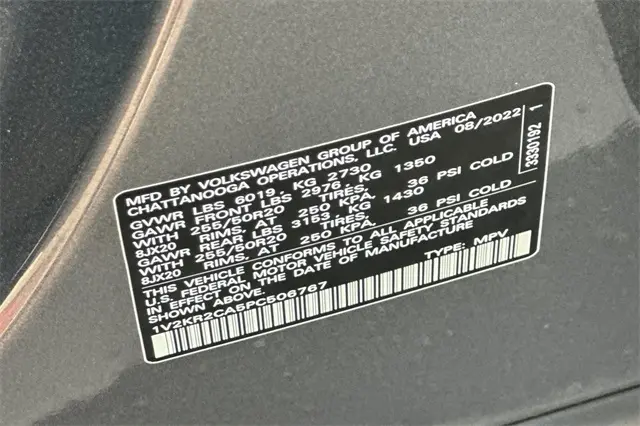 MFD BY VOLKSWAGEN GROUP OF AMERICA
CHATTANOOGA OPERATIONS, LLC. USA 08/2022
GVWR LBS 6019, KG 2730
GAWR FRONT LBS 2976, KG 1350
WITH 255/50R20 TIRES,
8JX20 RIMS, AT 250 KPA, 36 PSI COLD
GAWR REAR LBS 3153, KG 1430
WITH 255/50R20 TIRES,
8JX20 RIMS, AT 250 KPA, 36 PSI COLD
THIS VEHICLE CONFORMS TO ALL APPLICABLE
U.S. FEDERAL MOTOR VEHICLE SAFETY STANDARDS
IN EFFECT ON THE DATE OF MANUFACTURE
SHOWN ABOVE. TYPE: MPV
1V2KR2CA5PC506767
3330192 1